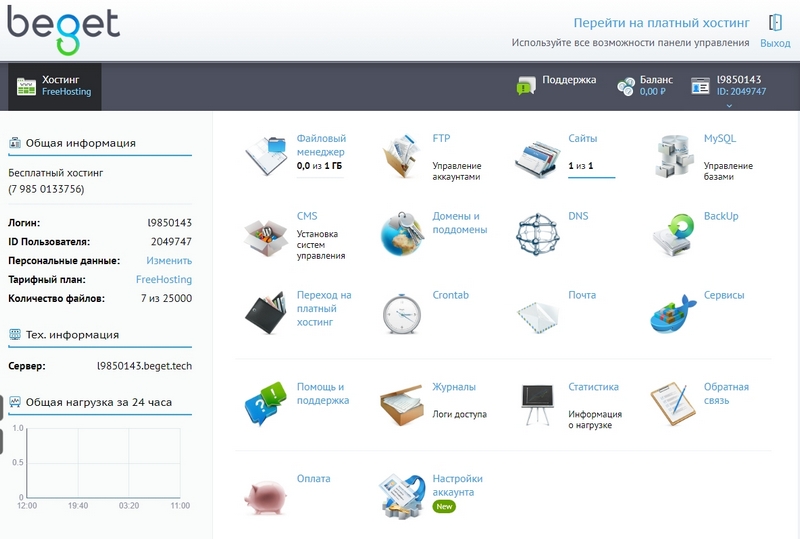 beget
Перейти на платный хостинг
Используйте все возможности панели управления
Выход
Хостинг
FreeHosting
Поддержка
Баланс
0,00 ₽
l9850143
ID: 2049747
Общая информация
Бесплатный хостинг
(7 985 0133756)
Логин: l9850143
ID Пользователя: 2049747
Персональные данные: Изменить
Тарифный план: FreeHosting
Количество файлов: 7 из 25000
Тех. информация
Сервер: l9850143.beget.tech
Общая нагрузка за 24 часа
1.0
0.5
0
12:00 19:40 03:20 11:00
Файловый
менеджер
0,0 из 1 ГБ
FTP
Управление
аккаунтами
Сайты
1 из 1
MySQL
Управление
базами
CMS
Установка
систем
управления
Домены и
поддомены
DNS
BackUp
Переход на
платный
хостинг
Crontab
Почта
Сервисы
Помощь и
поддержка
Журналы
Логи доступа
Статистика
Информация
о нагрузке
Обратная
связь
Оплата
Настройки
аккаунта
New